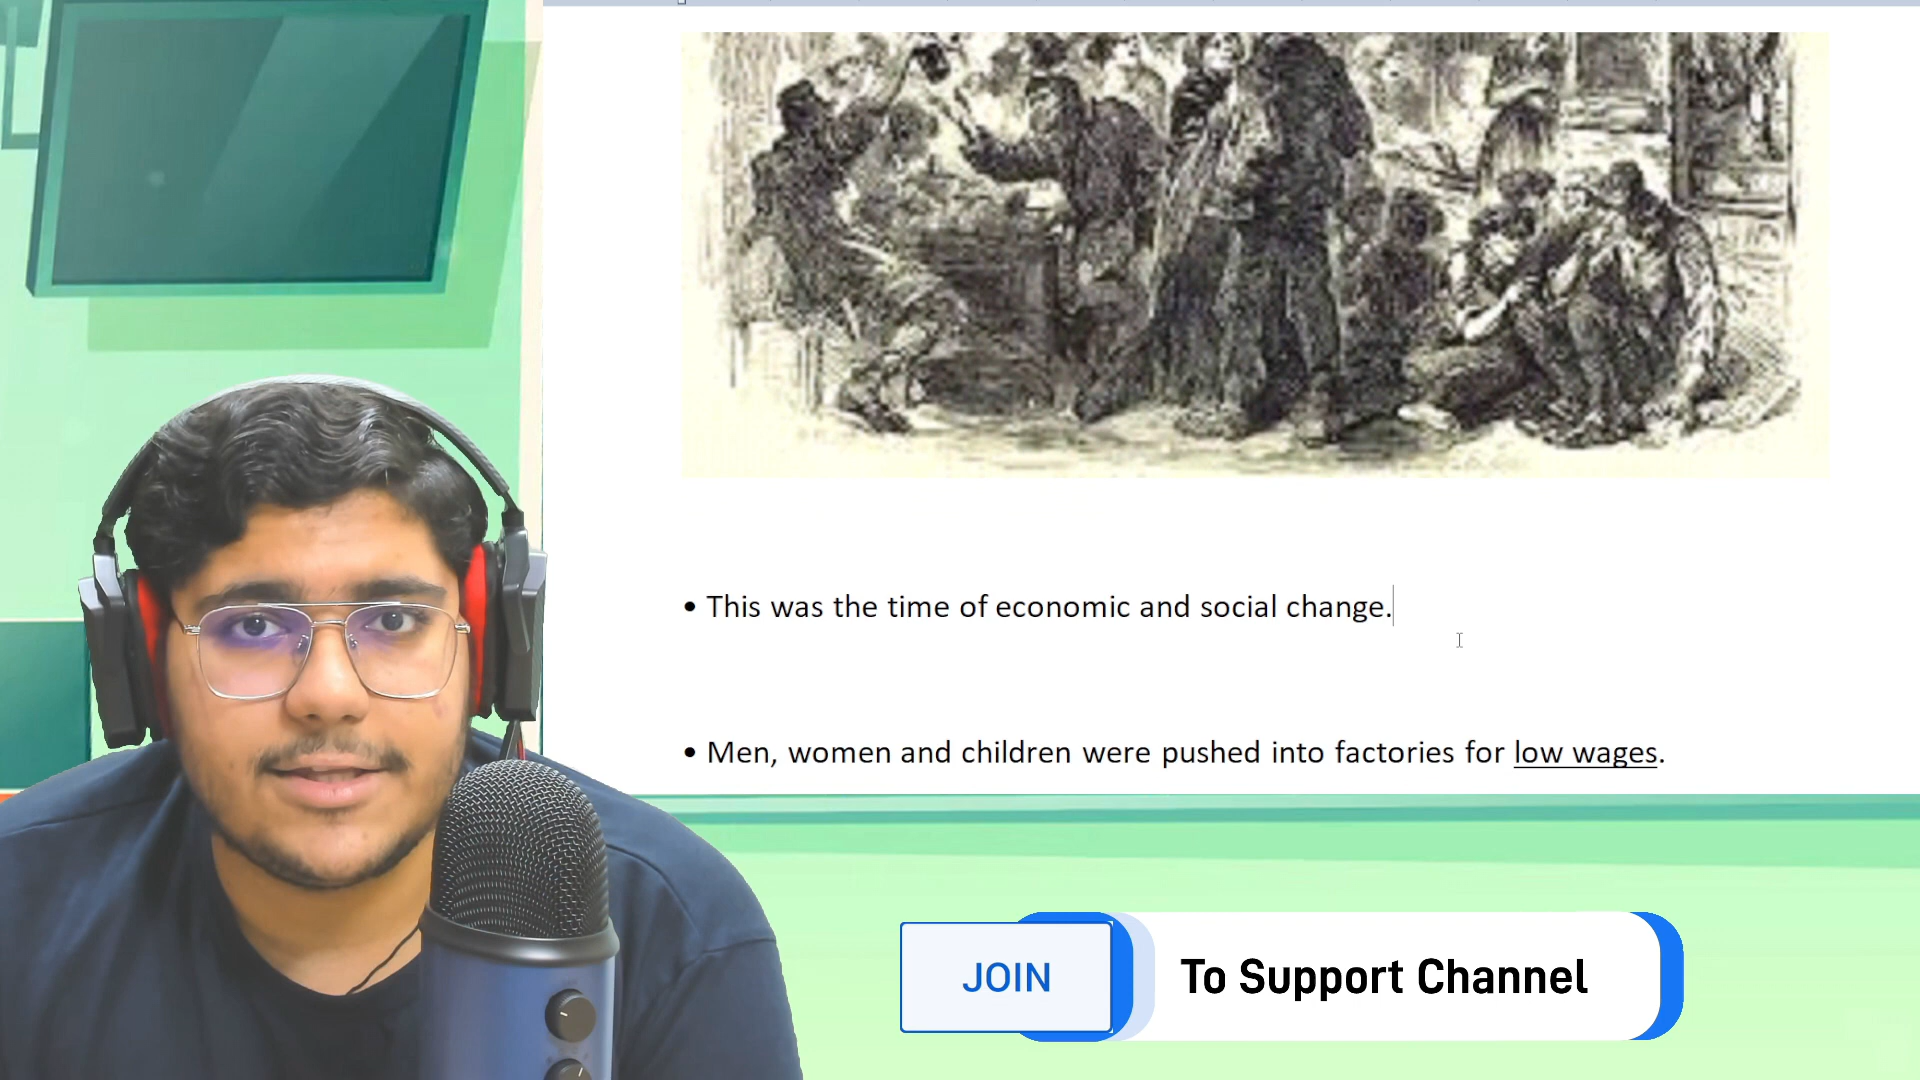 • This was the time of economic and social change.
• Men, women and children were pushed into factories for low wages.
JOIN
To Support Channel